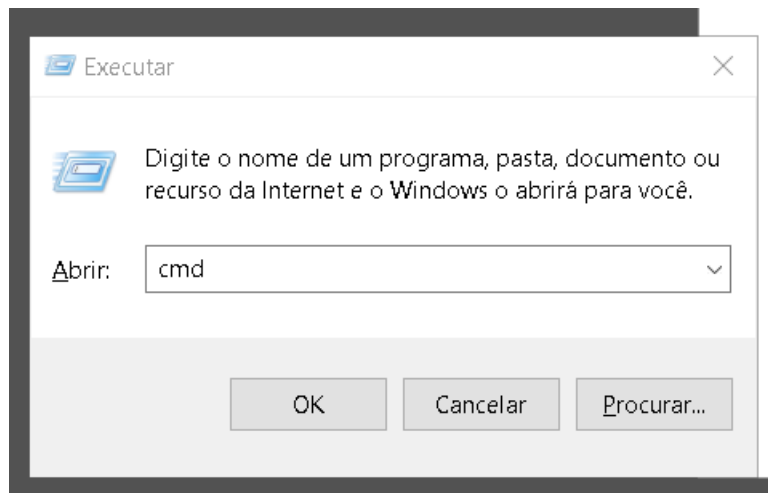 Executar
Digite o nome de um programa, pasta, documento ou
recurso da Internet e o Windows o abrirá para você.
Abrir: cmd
OK Cancelar Procurar...